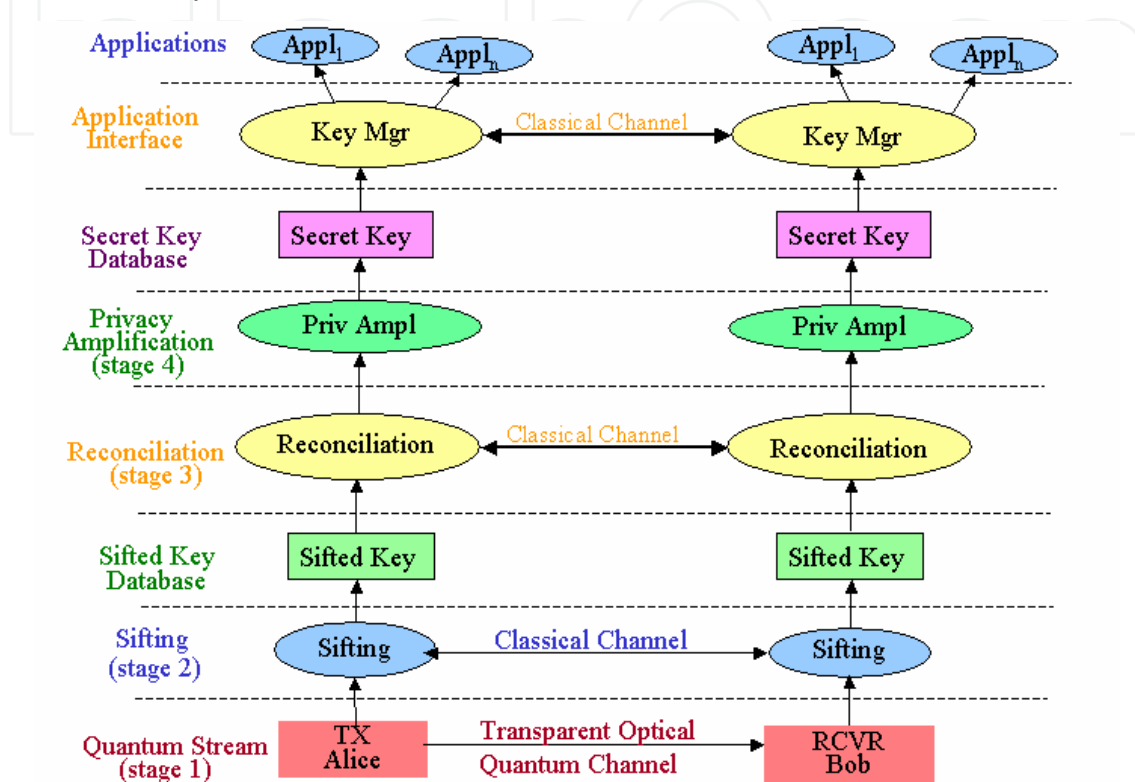 Applications
Appl1
Appln
Appl1
Appln
Application
Interface
Key Mgr
Classical Channel
Key Mgr
Secret Key
Database
Secret Key
Secret Key
Privacy
Amplification
(stage 4)
Priv Ampl
Priv Ampl
Reconciliation
(stage 3)
Reconciliation
Classical Channel
Reconciliation
Sifted Key
Database
Sifted Key
Sifted Key
Sifting
(stage 2)
Sifting
Classical Channel
Sifting
Quantum Stream
(stage 1)
TX
Alice
Transparent Optical
Quantum Channel
RCVR
Bob